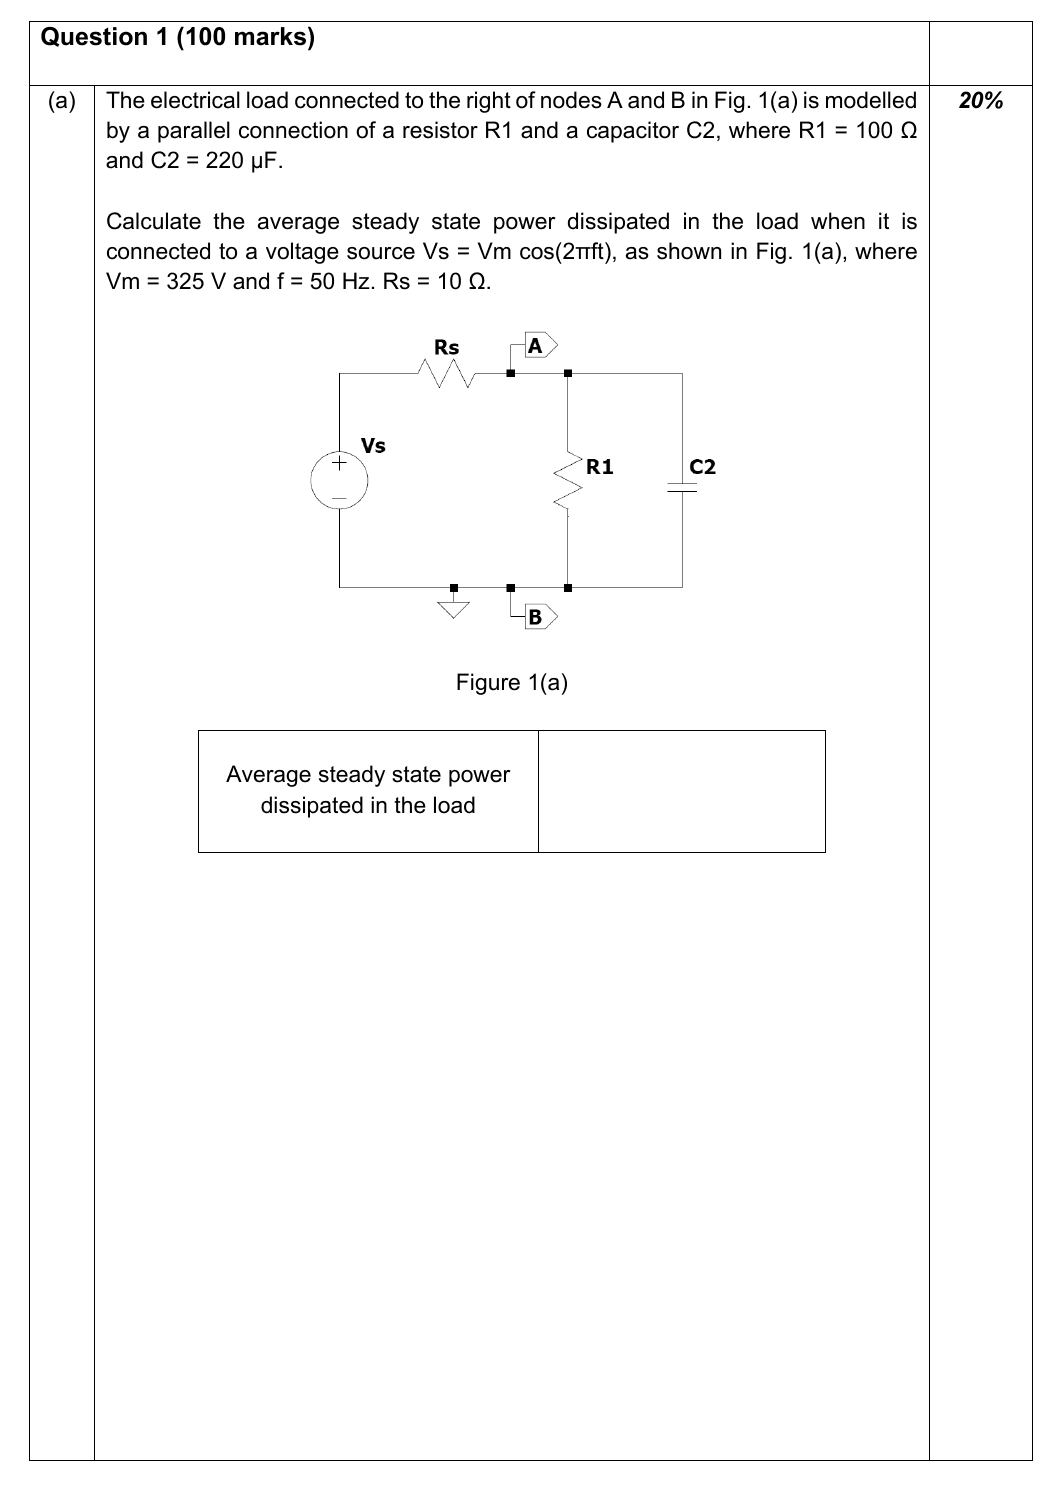 Question 1 (100 marks)
(a) The electrical load connected to the right of nodes A and B in Fig. 1(a) is modelled 20%
by a parallel connection of a resistor R1 and a capacitor C2, where R1 = 100 Ω
and C2 = 220 µF.
Calculate the average steady state power dissipated in the load when it is
connected to a voltage source Vs = Vm cos(2πft), as shown in Fig. 1(a), where
Vm = 325 V and f = 50 Hz. Rs = 10 Ω.
Rs
A
Vs
R1
C2
B
Figure 1(a)
Average steady state power
dissipated in the load